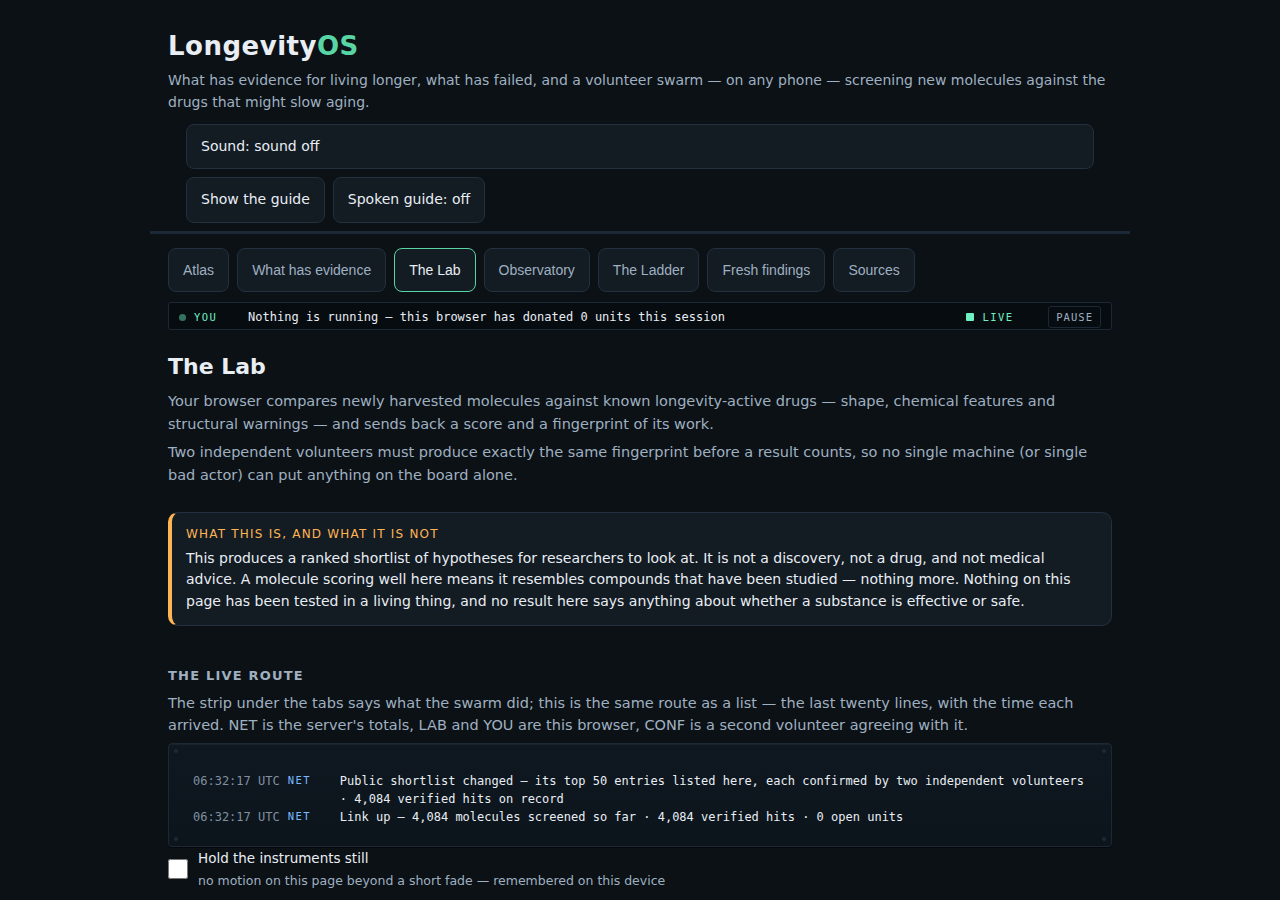 LongevityOS
What has evidence for living longer, what has failed, and a volunteer swarm — on any phone — screening new molecules against the
drugs that might slow aging.
Sound: sound off
Show the guide
Spoken guide: off
Atlas
What has evidence
The Lab
Observatory
The Ladder
Fresh findings
Sources
YOU Nothing is running — this browser has donated 0 units this session LIVE PAUSE
The Lab
Your browser compares newly harvested molecules against known longevity-active drugs — shape, chemical features and
structural warnings — and sends back a score and a fingerprint of its work.
Two independent volunteers must produce exactly the same fingerprint before a result counts, so no single machine (or single
bad actor) can put anything on the board alone.
WHAT THIS IS, AND WHAT IT IS NOT
This produces a ranked shortlist of hypotheses for researchers to look at. It is not a discovery, not a drug, and not medical
advice. A molecule scoring well here means it resembles compounds that have been studied — nothing more. Nothing on this
page has been tested in a living thing, and no result here says anything about whether a substance is effective or safe.
THE LIVE ROUTE
The strip under the tabs says what the swarm did; this is the same route as a list — the last twenty lines, with the time each
arrived. NET is the server's totals, LAB and YOU are this browser, CONF is a second volunteer agreeing with it.
06:32:17 UTC NET Public shortlist changed — its top 50 entries listed here, each confirmed by two independent volunteers
· 4,084 verified hits on record
06:32:17 UTC NET Link up — 4,084 molecules screened so far · 4,084 verified hits · 0 open units
Hold the instruments still
no motion on this page beyond a short fade — remembered on this device